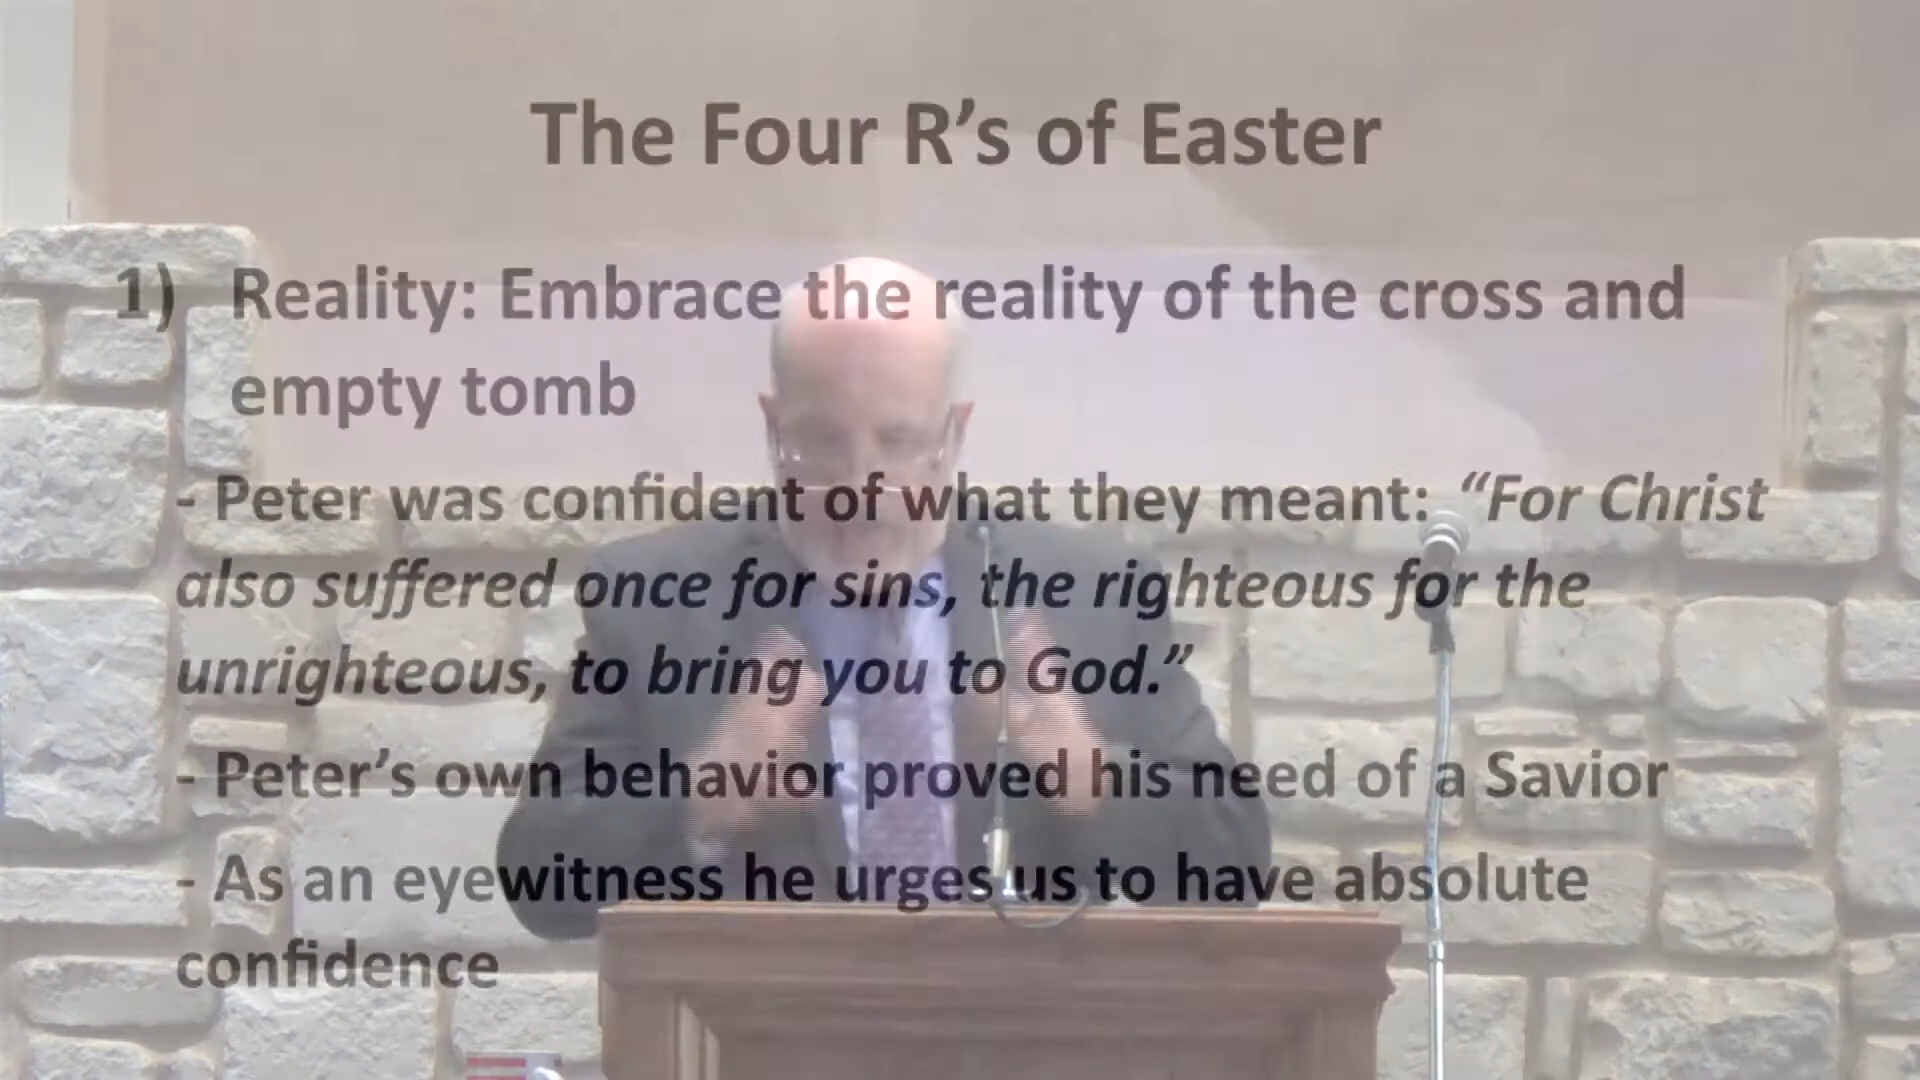 The Four R’s of Easter
1) Reality: Embrace the reality of the cross and
empty tomb
- Peter was confident of what they meant: “For Christ
also suffered once for sins, the righteous for the
unrighteous, to bring you to God.”
- Peter’s own behavior proved his need of a Savior
- As an eyewitness he urges us to have absolute
confidence